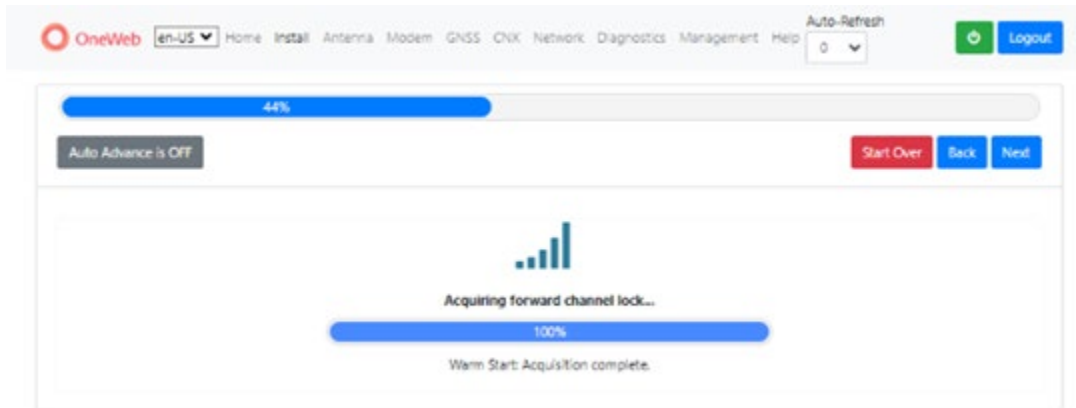 Auto-Refresh
OneWeb en-US Home Install Antenna Modem GNSS CNX Network Diagnostics Management Help 0 Logout
44%
Auto Advance is OFF Start Over Back Next
Acquiring forward channel lock...
100%
Warm Start: Acquisition complete.